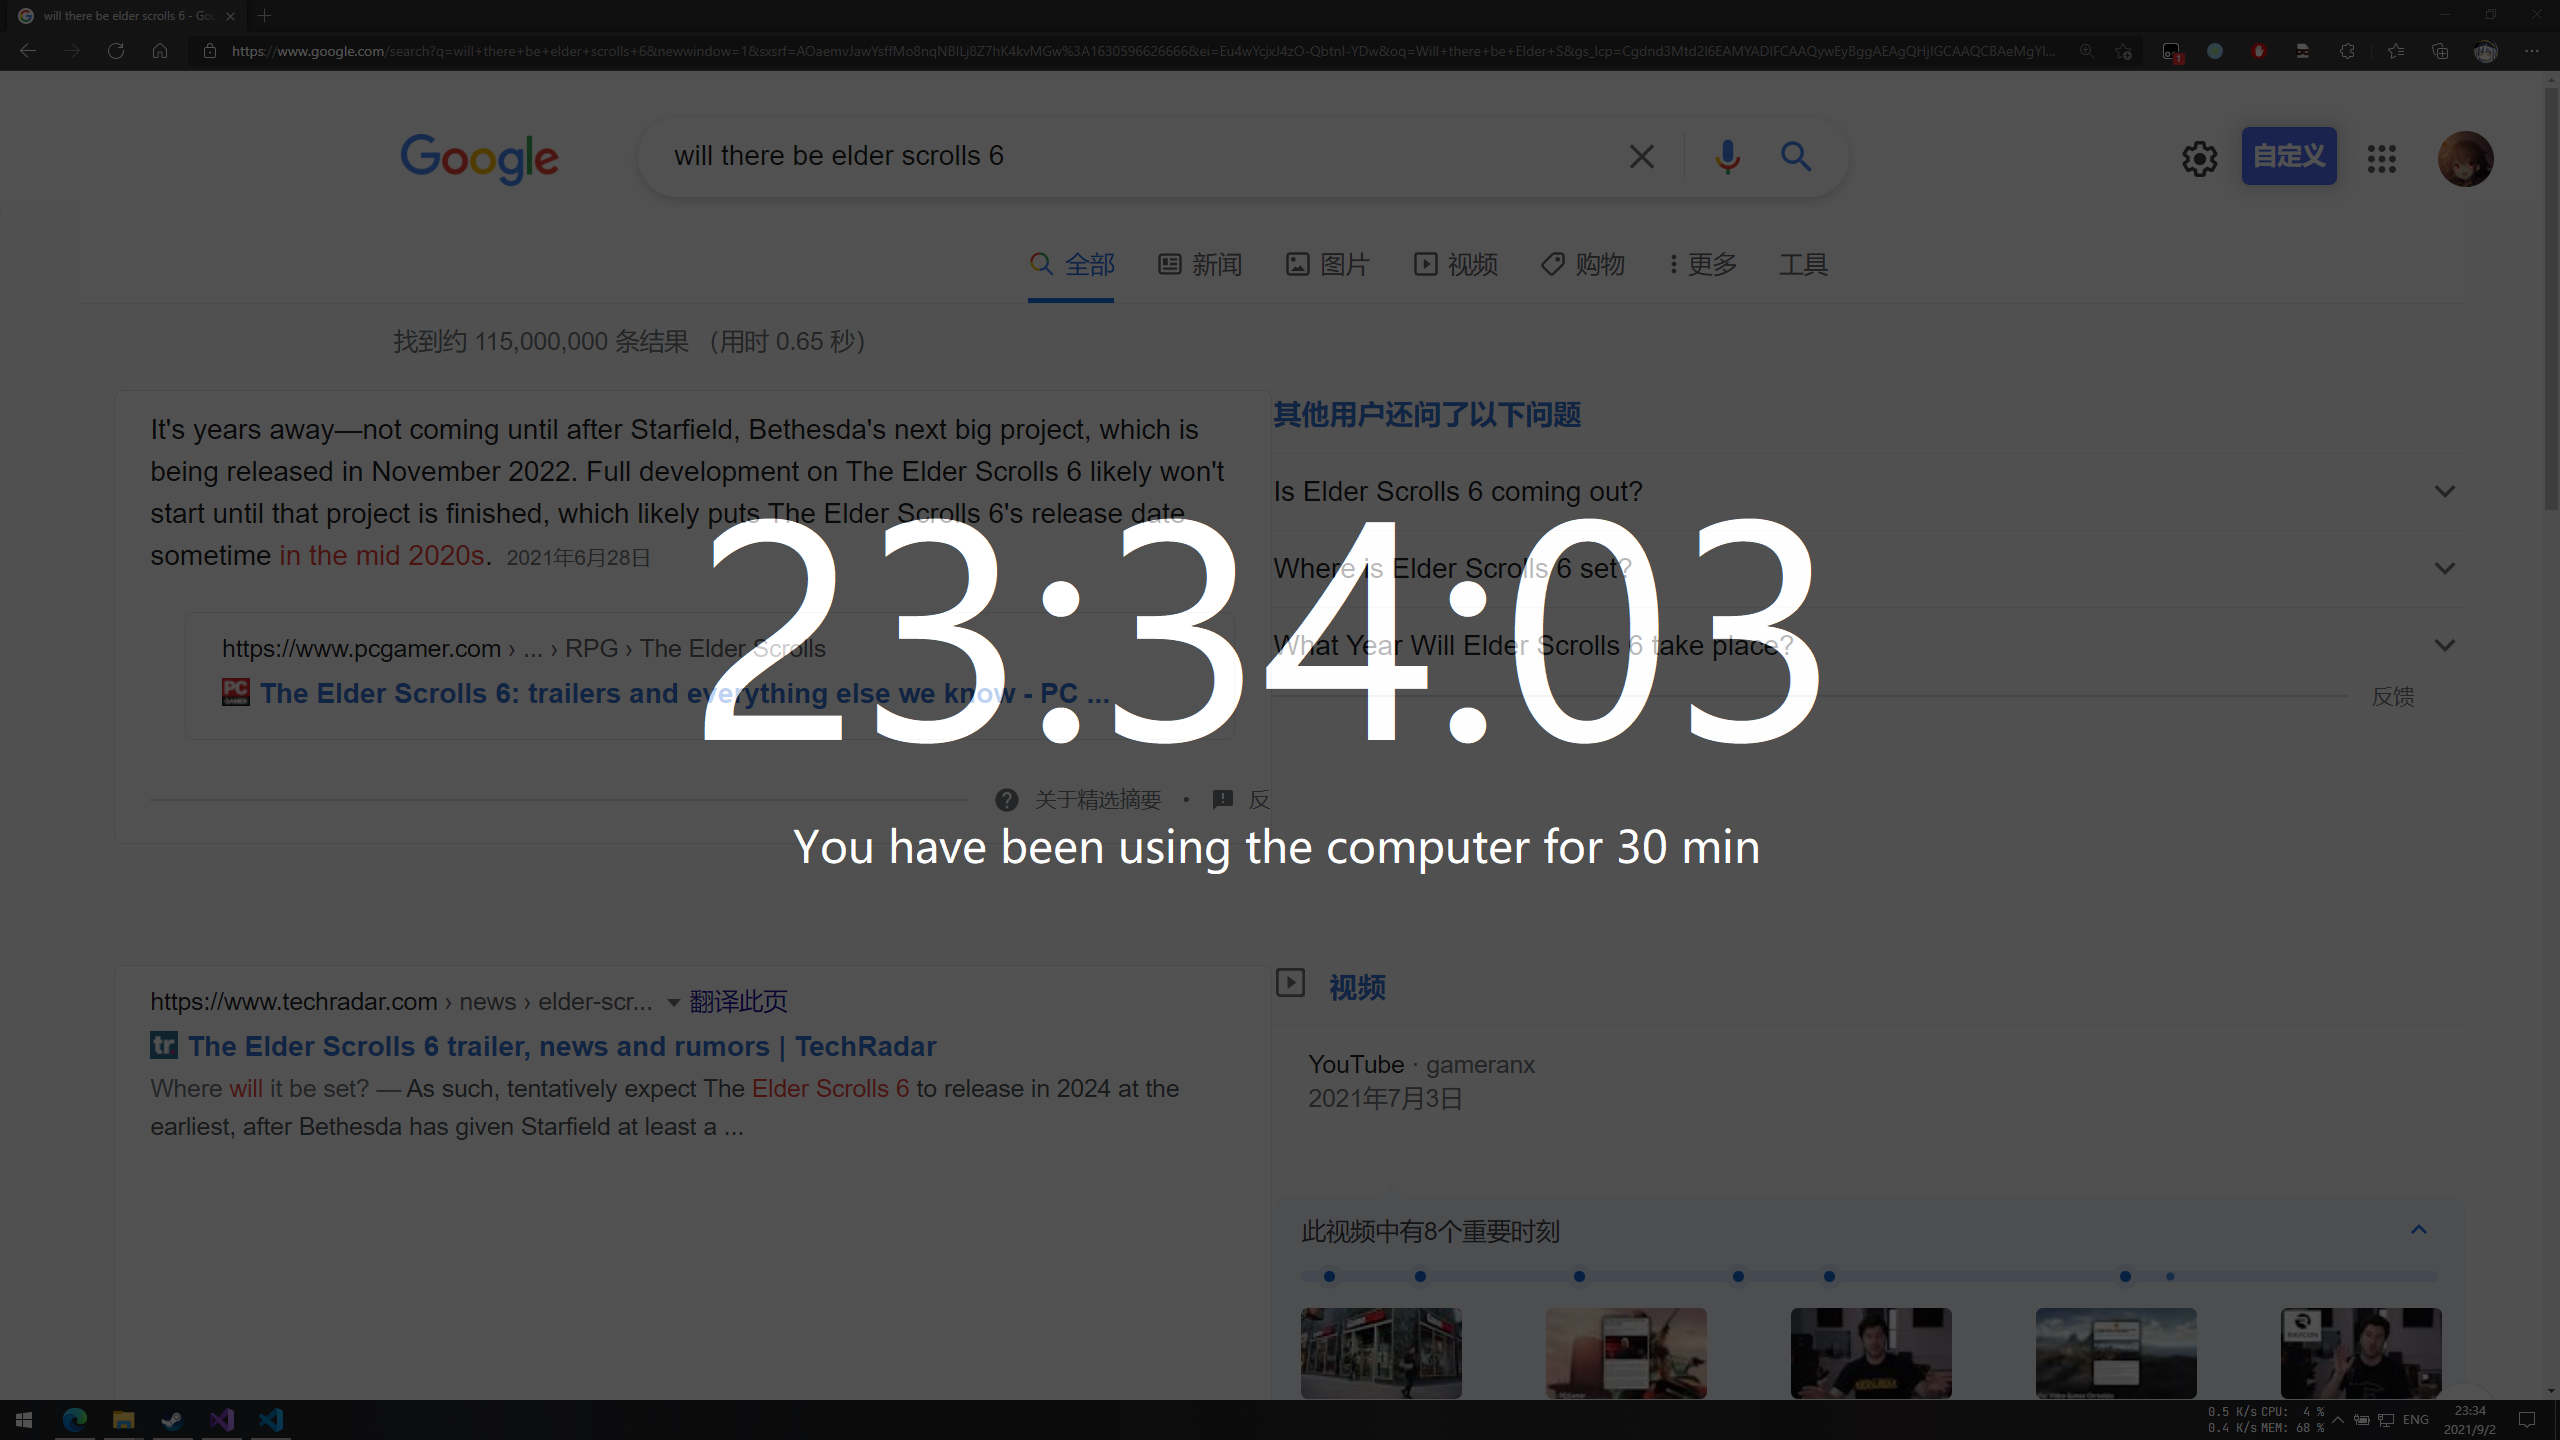 will there be elder scrolls 6 - Goo
https://www.google.com/search?q=will+there+be+elder+scrolls+6&newwindow=1&sxsrf=AOaemvJawYsffMo8nqNBILj8Z7hK4kvMGw%3A1630596626666&ei=Eu4wYcjxJ4zO-QbtnI-YDw&oq=Will+there+be+Elder+S&gs_lcp=Cgdnd3Mtd2l6EAMYADIFCAAQywEyBggAEAgQHjIGCAAQCBAeMgYI...
1
Google
will there be elder scrolls 6
自定义
全部
新闻
图片
视频
购物
更多
工具
找到约 115,000,000 条结果 （用时 0.65 秒）
It's years away—not coming until after Starfield, Bethesda's next big project, which is
being released in November 2022. Full development on The Elder Scrolls 6 likely won't
start until that project is finished, which likely puts The Elder Scrolls 6's release date
sometime in the mid 2020s. 2021年6月28日
https://www.pcgamer.com › ... › RPG › The Elder Scrolls
PC GAMER
The Elder Scrolls 6: trailers and everything else we know - PC ...
关于精选摘要 • 反
其他用户还问了以下问题
Is Elder Scrolls 6 coming out?
Where is Elder Scrolls 6 set?
What Year Will Elder Scrolls 6 take place?
反馈
23:34:03
You have been using the computer for 30 min
https://www.techradar.com › news › elder-scr... 翻译此页
tr
The Elder Scrolls 6 trailer, news and rumors | TechRadar
Where will it be set? — As such, tentatively expect The Elder Scrolls 6 to release in 2024 at the
earliest, after Bethesda has given Starfield at least a ...
视频
YouTube · gameranx
2021年7月3日
此视频中有8个重要时刻
0.5 K/s CPU: 4 %
0.4 K/s MEM: 68 %
ENG
23:34
2021/9/2